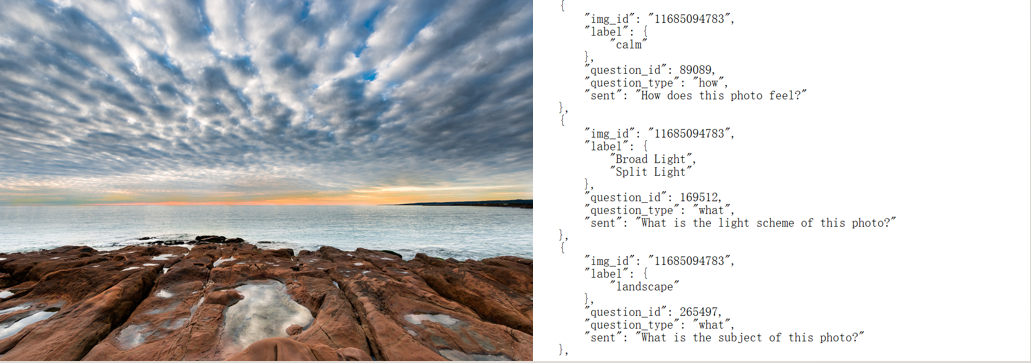 {
"img_id": "11685094783",
"label": {
"calm"
},
"question_id": 89089,
"question_type": "how",
"sent": "How does this photo feel?"
},
{
"img_id": "11685094783",
"label": {
"Broad Light",
"Split Light"
},
"question_id": 169512,
"question_type": "what",
"sent": "What is the light scheme of this photo?"
},
{
"img_id": "11685094783",
"label": {
"landscape"
},
"question_id": 265497,
"question_type": "what",
"sent": "What is the subject of this photo?"
},